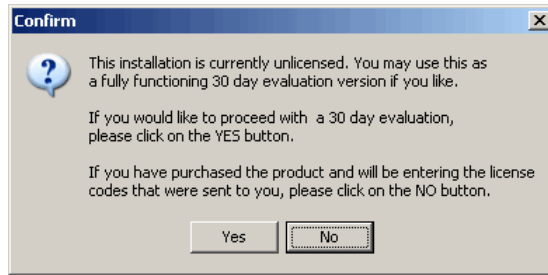 Confirm
This installation is currently unlicensed. You may use this as
a fully functioning 30 day evaluation version if you like.
If you would like to proceed with a 30 day evaluation,
please click on the YES button.
If you have purchased the product and will be entering the license
codes that were sent to you, please click on the NO button.
Yes
No